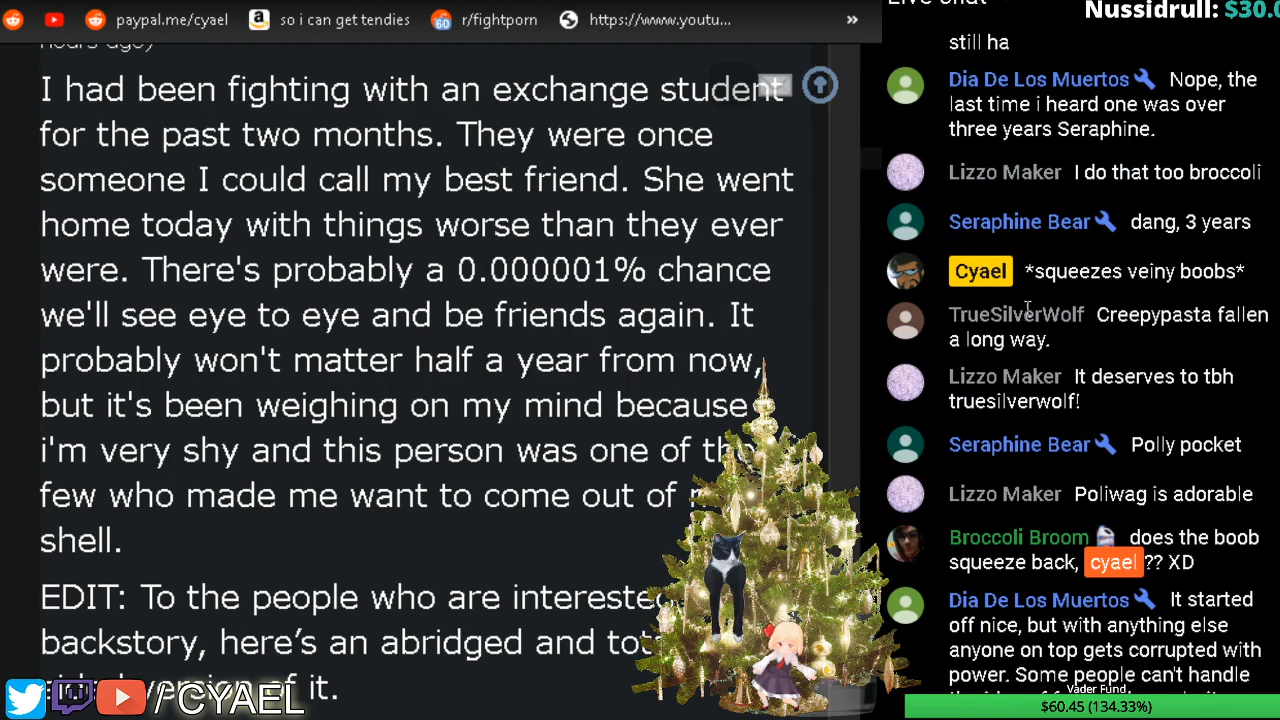 paypal.me/cyael
so i can get tendies
60
r/fightporn
https://www.youtu...
»
hours ago)
I had been fighting with an exchange student
for the past two months. They were once
someone I could call my best friend. She went
home today with things worse than they ever
were. There's probably a 0.000001% chance
we'll see eye to eye and be friends again. It
probably won't matter half a year from now,
but it's been weighing on my mind because
i'm very shy and this person was one of the
few who made me want to come out of
shell.
EDIT: To the people who are interested
backstory, here's an abridged and
version of it.
/CYAEL
Live chat
Nussidrull: $30.0
still ha
Dia De Los Muertos Nope, the
last time i heard one was over
three years Seraphine.
Lizzo Maker I do that too broccoli
Seraphine Bear dang, 3 years
Cyael *squeezes veiny boobs*
TrueSilverWolf Creepypasta fallen
a long way.
Lizzo Maker It deserves to tbh
truesilverwolf!
Seraphine Bear Polly pocket
Lizzo Maker Poliwag is adorable
Broccoli Broom does the boob
squeeze back, cyael ?? XD
Dia De Los Muertos It started
off nice, but with anything else
anyone on top gets corrupted with
power. Some people can't handle
Vader Fund
$60.45 (134.33%)